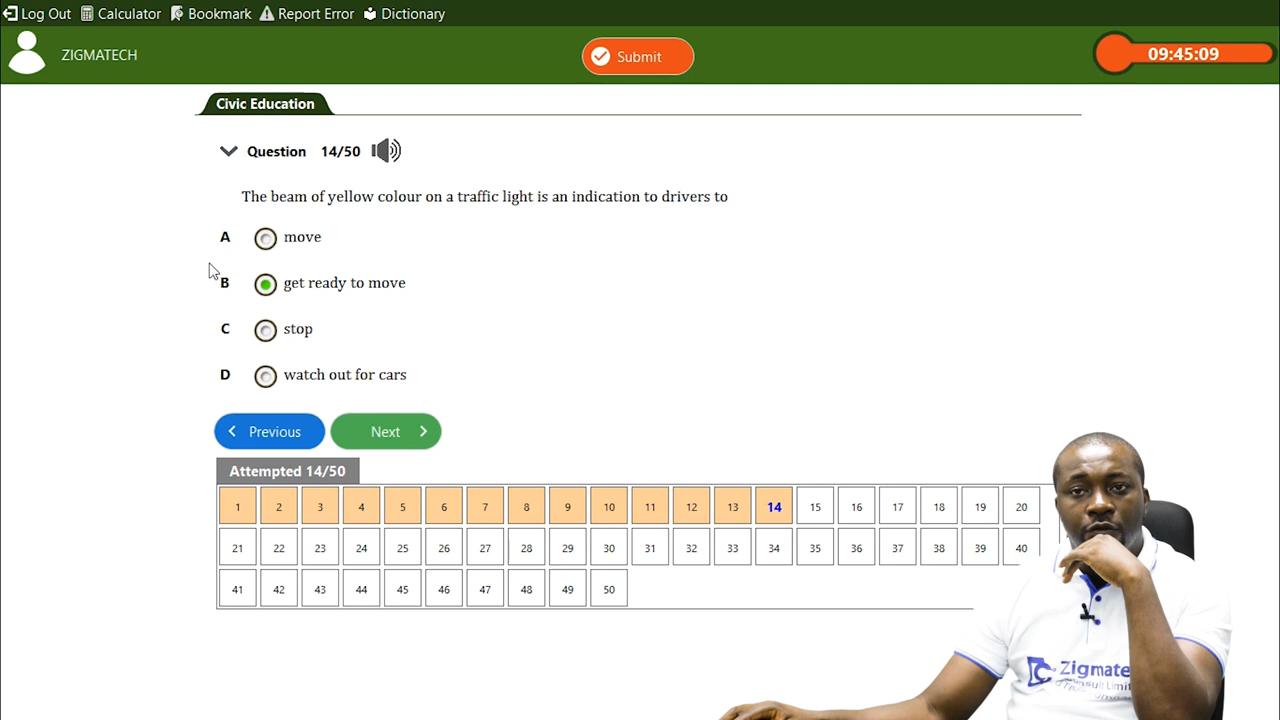 Log Out Calculator Bookmark Report Error Dictionary
ZIGMATECH
Submit
09:45:09
Civic Education
Question 14/50
The beam of yellow colour on a traffic light is an indication to drivers to
A move
B get ready to move
C stop
D watch out for cars
Previous Next
Attempted 14/50
1 2 3 4 5 6 7 8 9 10 11 12 13 14 15 16 17 18 19 20
21 22 23 24 25 26 27 28 29 30 31 32 33 34 35 36 37 38 39 40
41 42 43 44 45 46 47 48 49 50
Zigmate